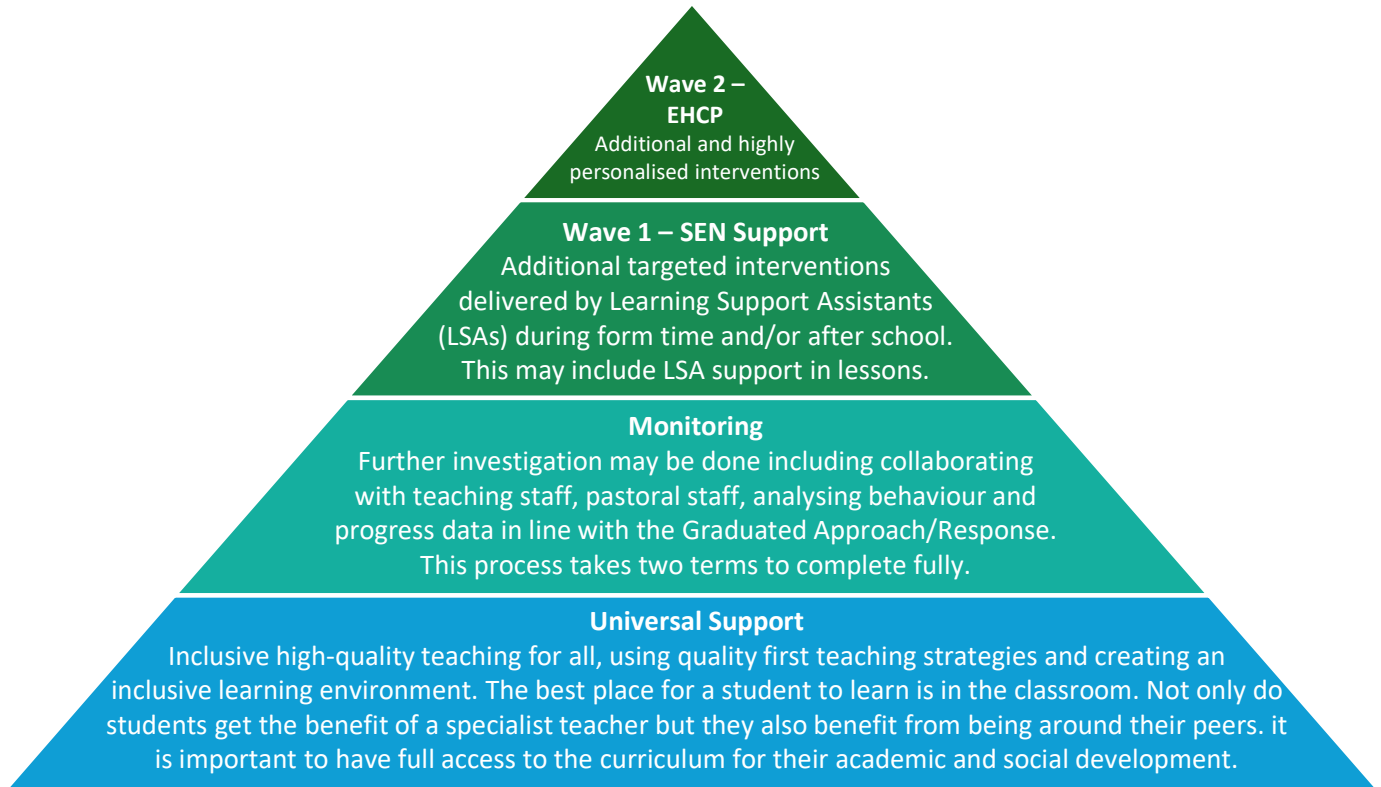 Wave 2 –
EHCP
Additional and highly
personalised interventions
Wave 1 – SEN Support
Additional targeted interventions
delivered by Learning Support Assistants
(LSAs) during form time and/or after school.
This may include LSA support in lessons.
Monitoring
Further investigation may be done including collaborating
with teaching staff, pastoral staff, analysing behaviour and
progress data in line with the Graduated Approach/Response.
This process takes two terms to complete fully.
Universal Support
Inclusive high-quality teaching for all, using quality first teaching strategies and creating an
inclusive learning environment. The best place for a student to learn is in the classroom. Not only do
students get the benefit of a specialist teacher but they also benefit from being around their peers. it
is important to have full access to the curriculum for their academic and social development.